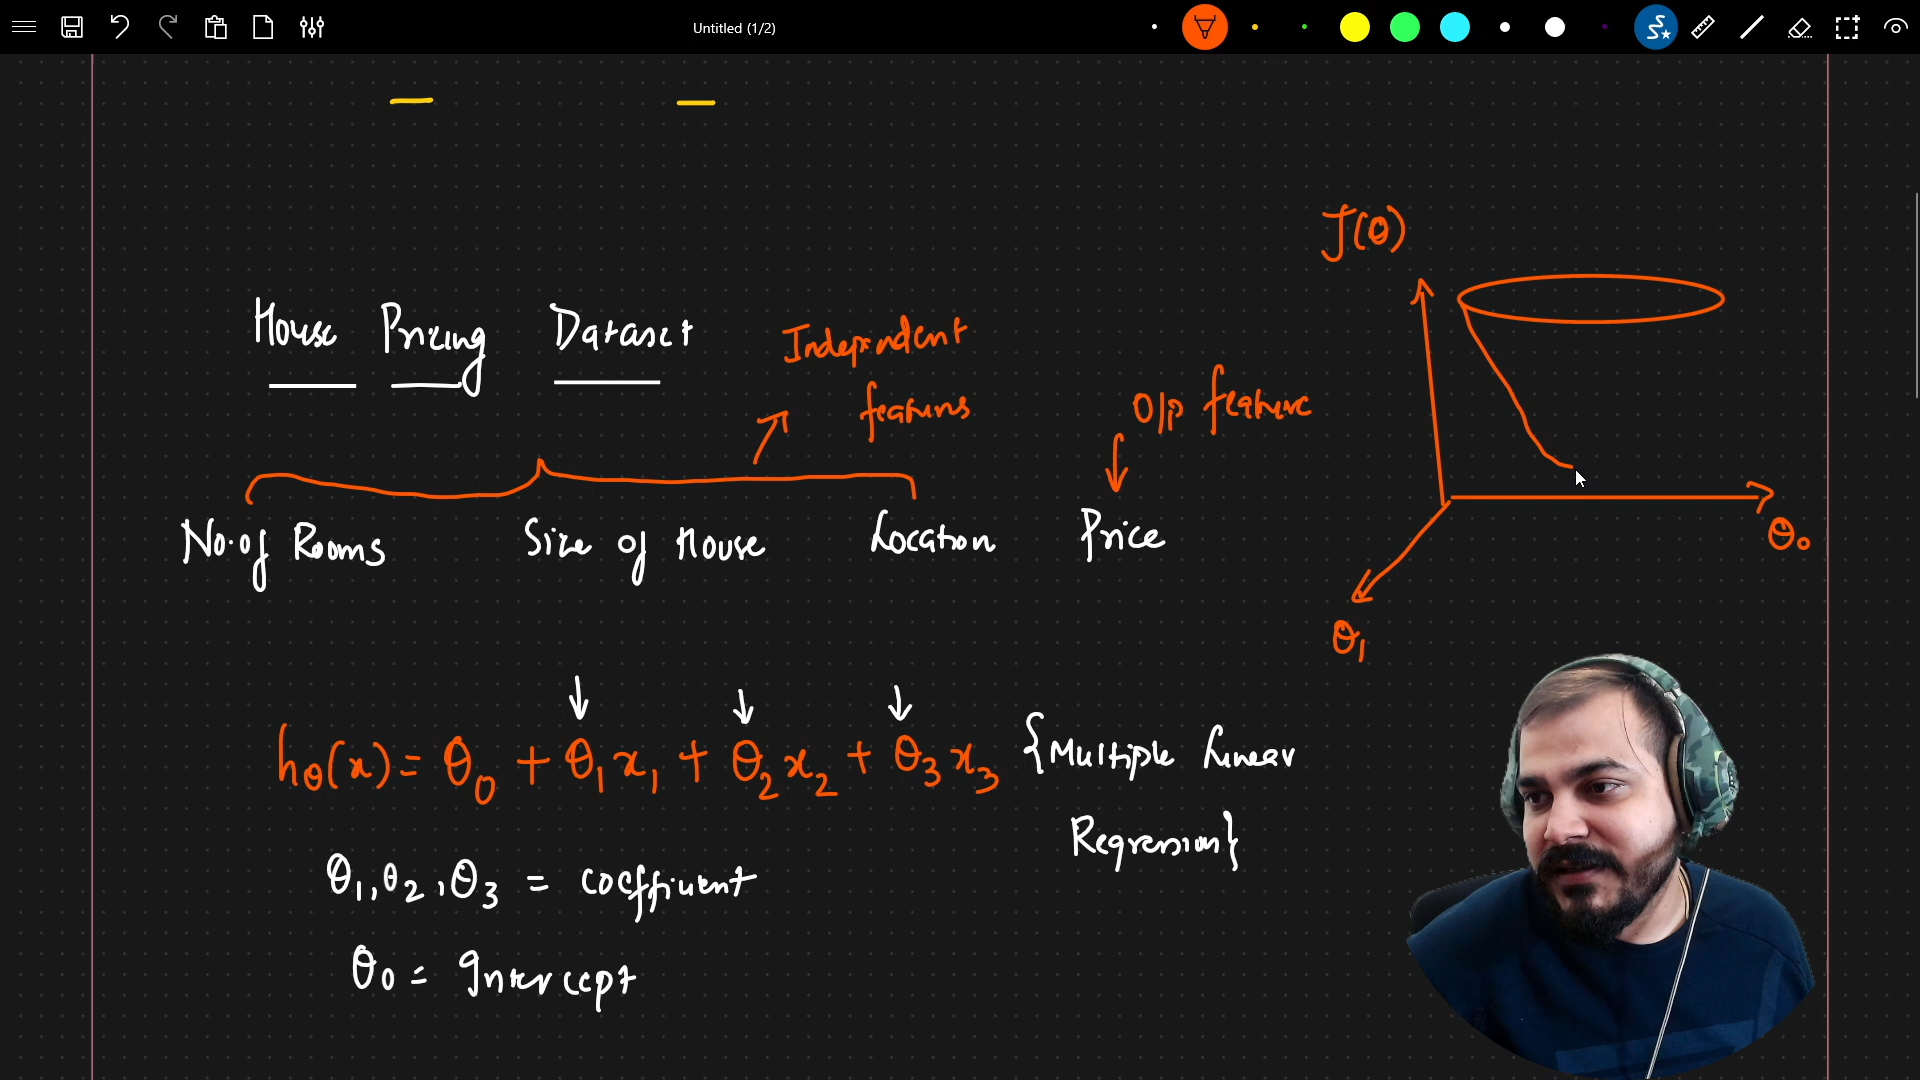 Untitled (1/2)
J(θ)
House Pricing Dataset
Independent
features
O/p feature
No. of Rooms Size of House Location Price
θ₀
θ₁
hθ(x) = θ₀ + θ₁x₁ + θ₂x₂ + θ₃x₃ {Multiple Linear
Regression}
θ₁, θ₂, θ₃ = coefficient
θ₀ = Intercept